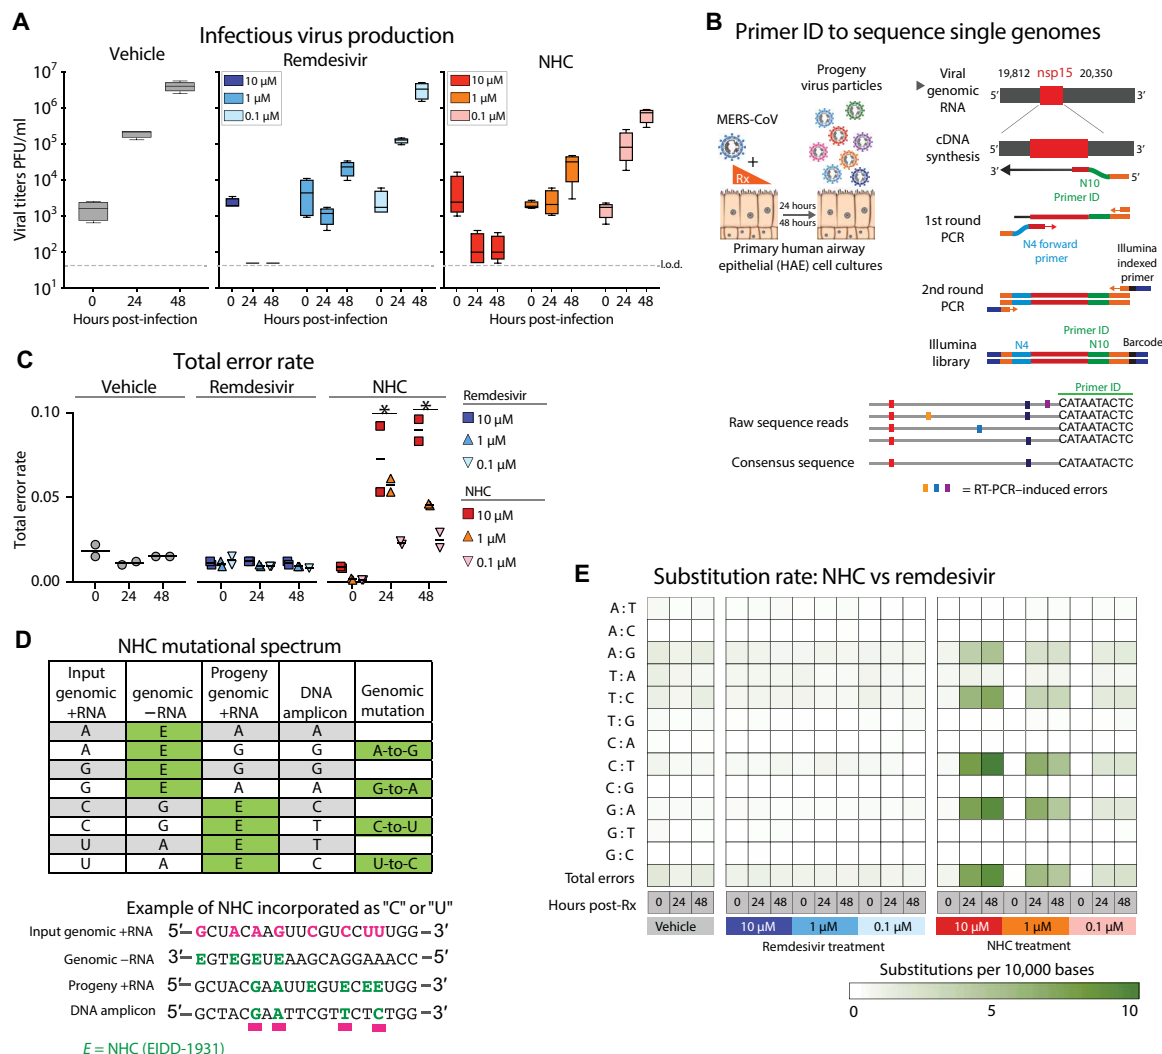 A
Infectious virus production
Vehicle
Remdesivir
NHC
Viral titers PFU/ml
10⁷
10⁶
10⁵
10⁴
10³
10²
10¹
10 µM
1 µM
0.1 µM
10 µM
1 µM
0.1 µM
l.o.d.
0 24 48
0 24 48 0 24 48 0 24 48
0 24 48 0 24 48 0 24 48
Hours post-infection
Hours post-infection
Hours post-infection
B
Primer ID to sequence single genomes
Progeny
virus particles
MERS-CoV
+
Rx
24 hours
48 hours
Primary human airway
epithelial (HAE) cell cultures
Viral
genomic
RNA
19,812 nsp15 20,350
5′ 3′
cDNA
synthesis
5′ 3′
3′ 5′
N10
Primer ID
1st round
PCR
N4 forward
primer
Illumina
indexed
primer
2nd round
PCR
Illumina
library
Primer ID
N4 N10 Barcode
Primer ID
Raw sequence reads
CATAATACTC
CATAATACTC
CATAATACTC
CATAATACTC
Consensus sequence CATAATACTC
= RT-PCR–induced errors
C
Total error rate
Vehicle
Remdesivir
NHC
Total error rate
0.10
0.05
0.00
* *
0 24 48
0 24 48
0 24 48
Remdesivir
10 µM
1 µM
0.1 µM
NHC
10 µM
1 µM
0.1 µM
D
NHC mutational spectrum
Input genomic +RNA
genomic −RNA
Progeny genomic +RNA
DNA amplicon
Genomic mutation
A E A A
A E G G A-to-G
G E G G
G E A A G-to-A
C G E C
C G E T C-to-U
U A E T
U A E C U-to-C
Example of NHC incorporated as "C" or "U"
Input genomic +RNA 5′–GCUACAAGUUCGUCCUUUGG–3′
Genomic −RNA 3′–EGTEGEUEAAGCAGGAAACC–5′
Progeny +RNA 5′–GCUACGAAUUEGUECEEUGG–3′
DNA amplicon 5′–GCTACGAATTCGTTCTCTGG–3′
E = NHC (EIDD-1931)
E
Substitution rate: NHC vs remdesivir
A:T
A:C
A:G
T:A
T:C
T:G
C:A
C:T
C:G
G:A
G:T
G:C
Total errors
Hours post-Rx 0 24 48 0 24 48 0 24 48 0 24 48 0 24 48 0 24 48 0 24 48
Vehicle 10 µM 1 µM 0.1 µM 10 µM 1 µM 0.1 µM
Remdesivir treatment
NHC treatment
Substitutions per 10,000 bases
0 5 10